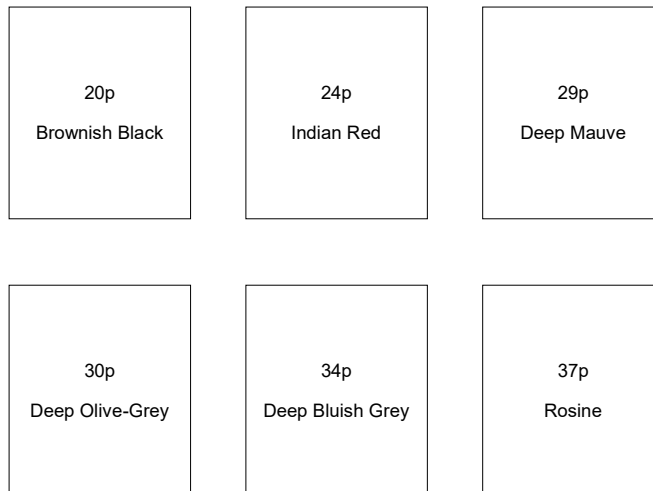 20p
Brownish Black
24p
Indian Red
29p
Deep Mauve
30p
Deep Olive-Grey
34p
Deep Bluish Grey
37p
Rosine